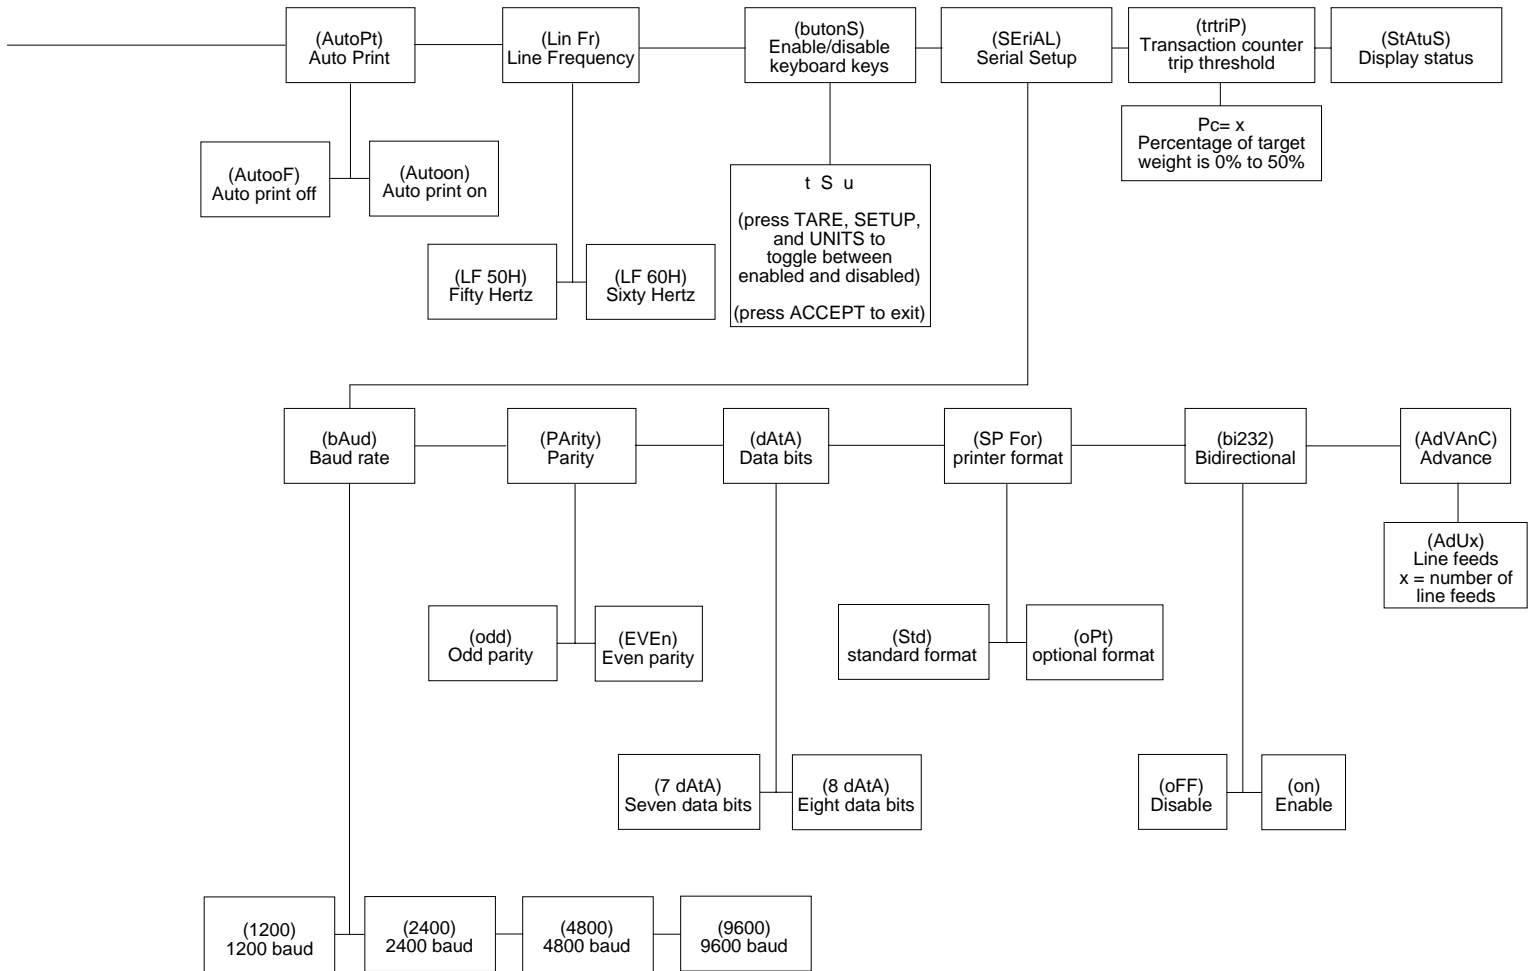 (AutoPt)
Auto Print
(Lin Fr)
Line Frequency
(butonS)
Enable/disable
keyboard keys
(SEriAL)
Serial Setup
(trtriP)
Transaction counter
trip threshold
(StAtuS)
Display status
Pc= x
Percentage of target
weight is 0% to 50%
(AutooF)
Auto print off
(Autoon)
Auto print on
t S u
(press TARE, SETUP,
and UNITS to
toggle between
enabled and disabled)
(press ACCEPT to exit)
(LF 50H)
Fifty Hertz
(LF 60H)
Sixty Hertz
(bAud)
Baud rate
(PArity)
Parity
(dAtA)
Data bits
(SP For)
printer format
(bi232)
Bidirectional
(AdVAnC)
Advance
(AdUx)
Line feeds
x = number of
line feeds
(odd)
Odd parity
(EVEn)
Even parity
(Std)
standard format
(oPt)
optional format
(7 dAtA)
Seven data bits
(8 dAtA)
Eight data bits
(oFF)
Disable
(on)
Enable
(1200)
1200 baud
(2400)
2400 baud
(4800)
4800 baud
(9600)
9600 baud